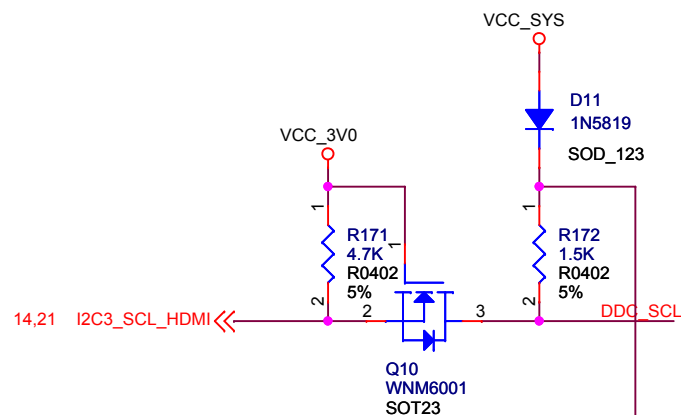 VCC_SYS
D11
1N5819
SOD_123
VCC_3V0
1
R171
4.7K
R0402
5%
2
1
1
R172
1.5K
R0402
5%
2
14,21 I2C3_SCL_HDMI
2
3
DDC_SCL
Q10
WNM6001
SOT23